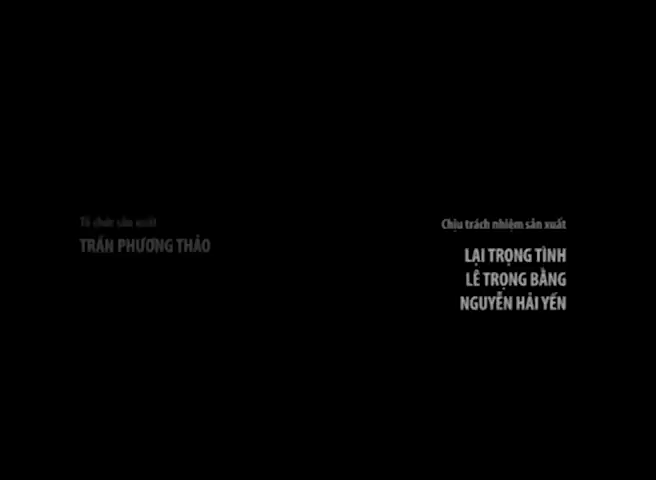 Tổ chức sản xuất
TRẦN PHƯƠNG THẢO
Chịu trách nhiệm sản xuất
LẠI TRỌNG TÌNH
LÊ TRỌNG BẰNG
NGUYỄN HẢI YẾN